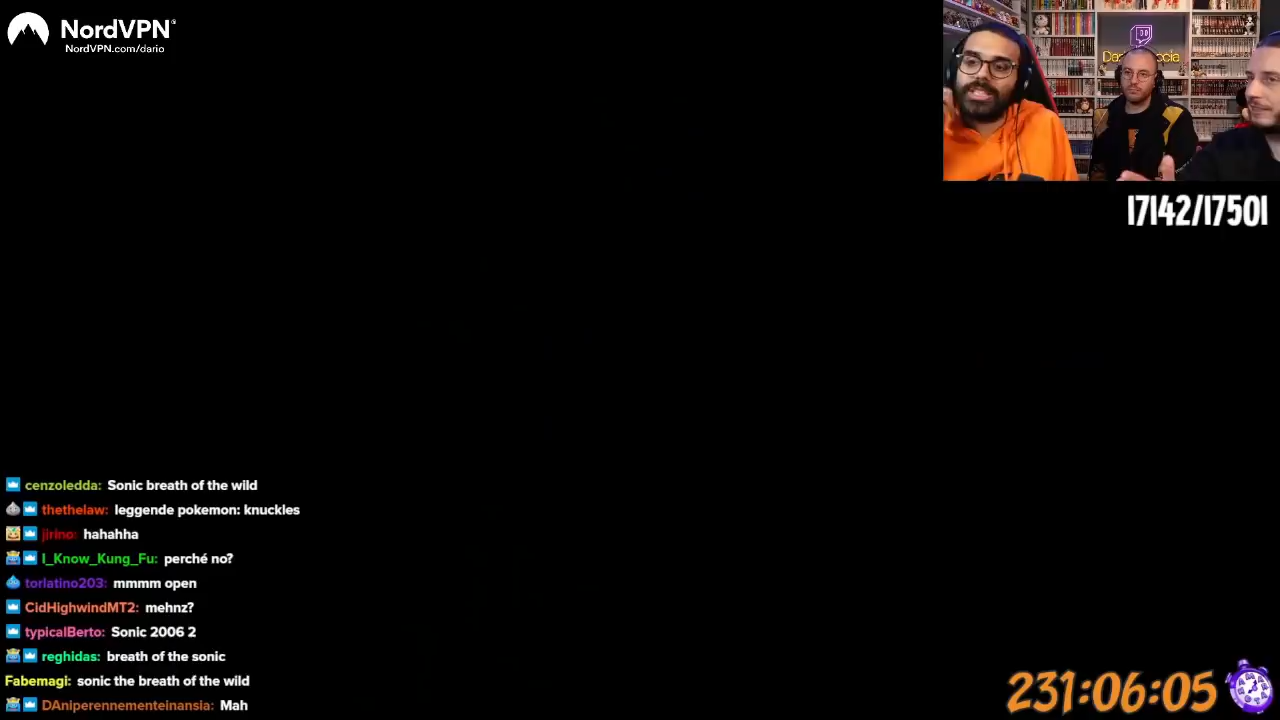 NordVPN®
NordVPN.com/dario
17142/17501
cenzoledda: Sonic breath of the wild
thethelaw: leggende pokemon: knuckles
jirino: hahahha
I_Know_Kung_Fu: perché no?
torlatino203: mmmm open
CidHighwindMT2: mehnz?
typicalBerto: Sonic 2006 2
reghidas: breath of the sonic
Fabemagi: sonic the breath of the wild
DAniperennementeinansia: Mah
231:06:05